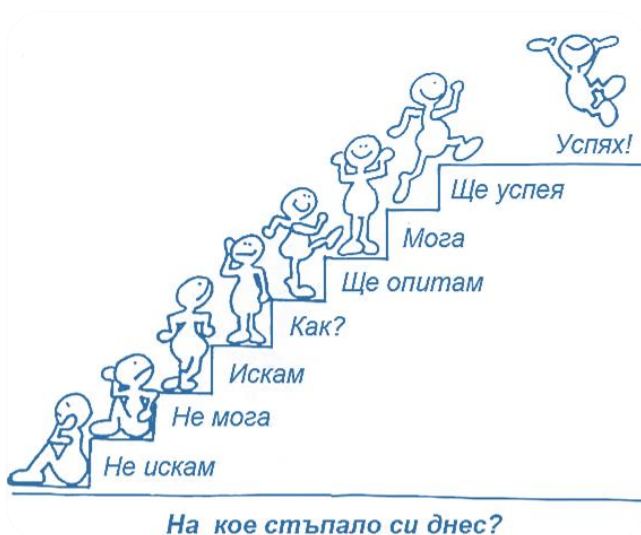 Успях!
Ще успея
Мога
Ще опитам
Как?
Искам
Не мога
Не искам
На кое стъпало си днес?